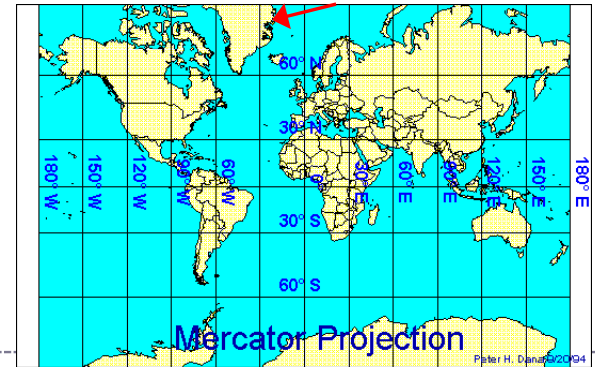 60° N
30° N
180° W
150° W
120° W
90° W
60° W
0°
30° E
60° E
90° E
120° E
150° E
180° E
30° S
60° S
Mercator Projection
Peter H. Dana 9/20/94